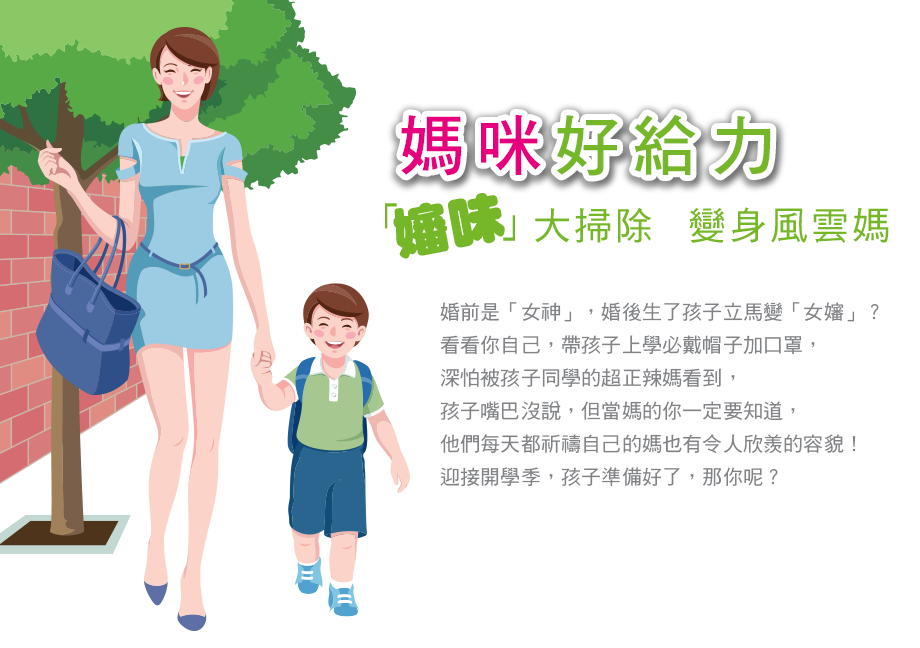 媽咪好給力
「嬸味」大掃除 變身風雲媽
婚前是「女神」，婚後生了孩子立馬變「女嬸」？
看看你自己，帶孩子上學必戴帽子加口罩，
深怕被孩子同學的超正辣媽看到，
孩子嘴巴沒說，但當媽的你一定要知道，
他們每天都祈禱自己的媽也有令人欣羨的容貌！
迎接開學季，孩子準備好了，那你呢？